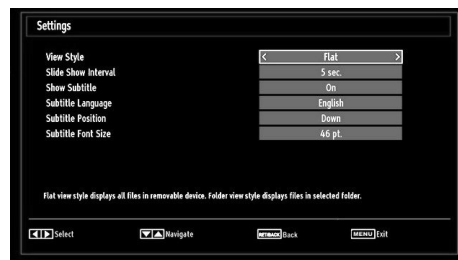 Settings
View Style < Flat >
Slide Show Interval 5 sec.
Show Subtitle On
Subtitle Language English
Subtitle Position Down
Subtitle Font Size 46 pt.
Flat view style displays all files in removable device. Folder view style displays files in selected folder.
Select Navigate RET/BACK Back MENU Exit